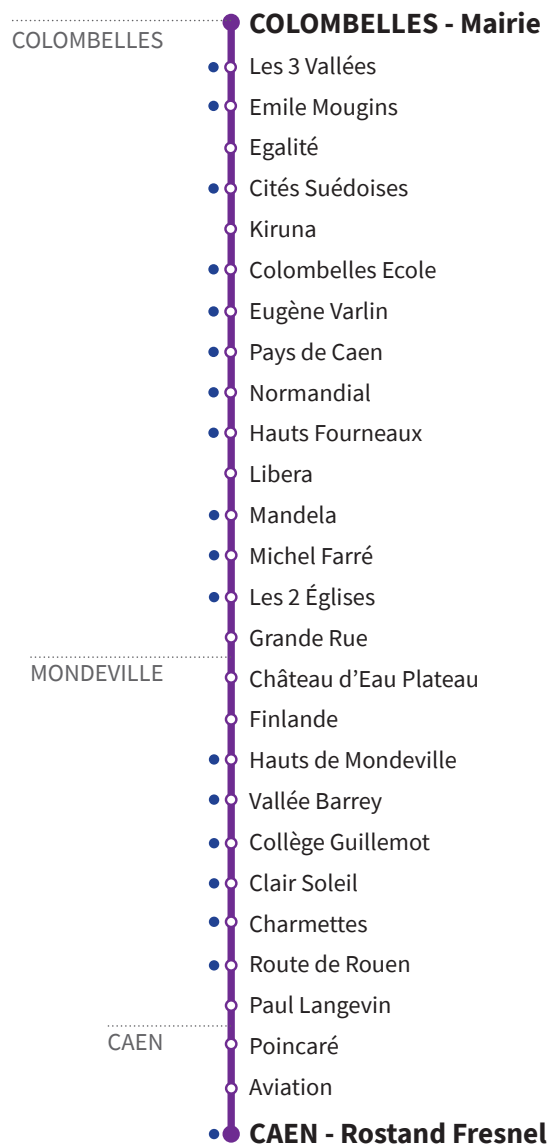 COLOMBELLES - Mairie
COLOMBELLES
Les 3 Vallées
Emile Mougins
Egalité
Cités Suédoises
Kiruna
Colombelles Ecole
Eugène Varlin
Pays de Caen
Normandial
Hauts Fourneaux
Libera
Mandela
Michel Farré
Les 2 Églises
Grande Rue
MONDEVILLE
Château d’Eau Plateau
Finlande
Hauts de Mondeville
Vallée Barrey
Collège Guillemot
Clair Soleil
Charmettes
Route de Rouen
Paul Langevin
CAEN
Poincaré
Aviation
CAEN - Rostand Fresnel